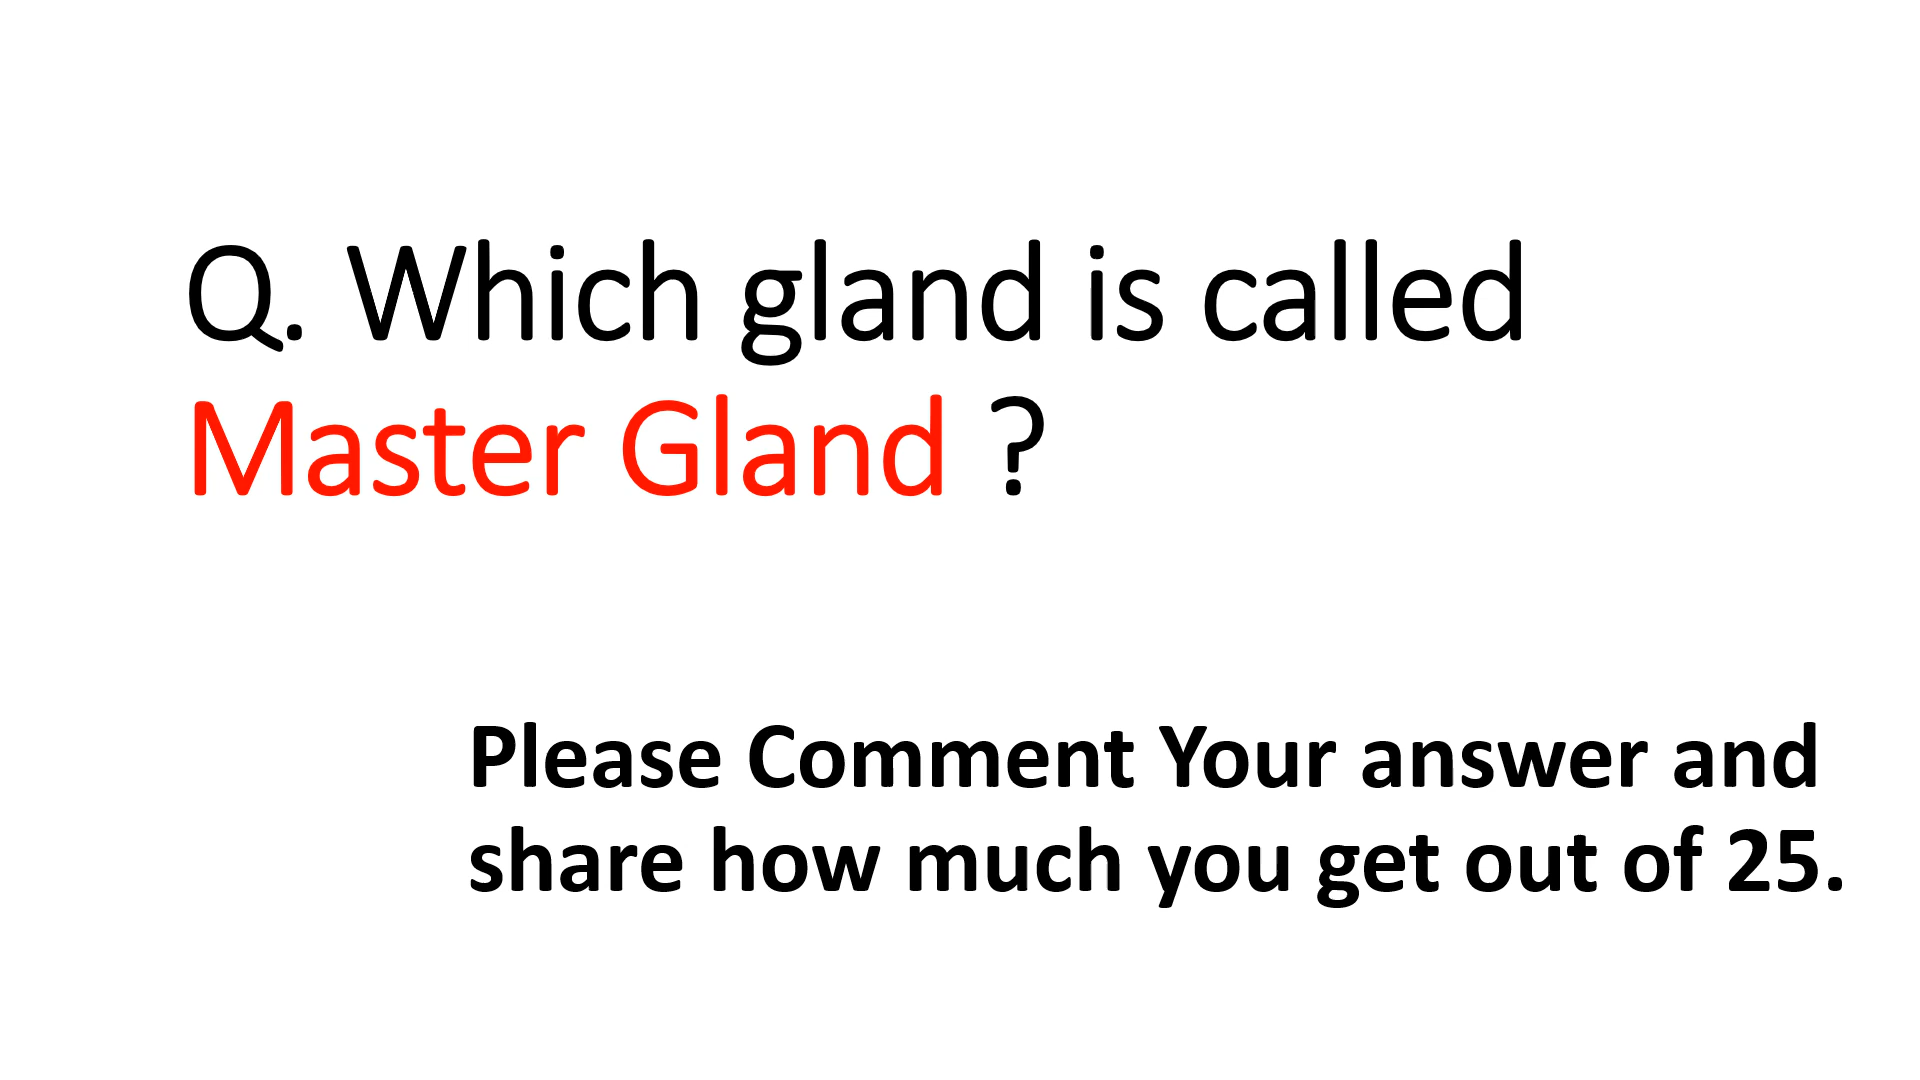 Q. Which gland is called
Master Gland ?
Please Comment Your answer and
share how much you get out of 25.